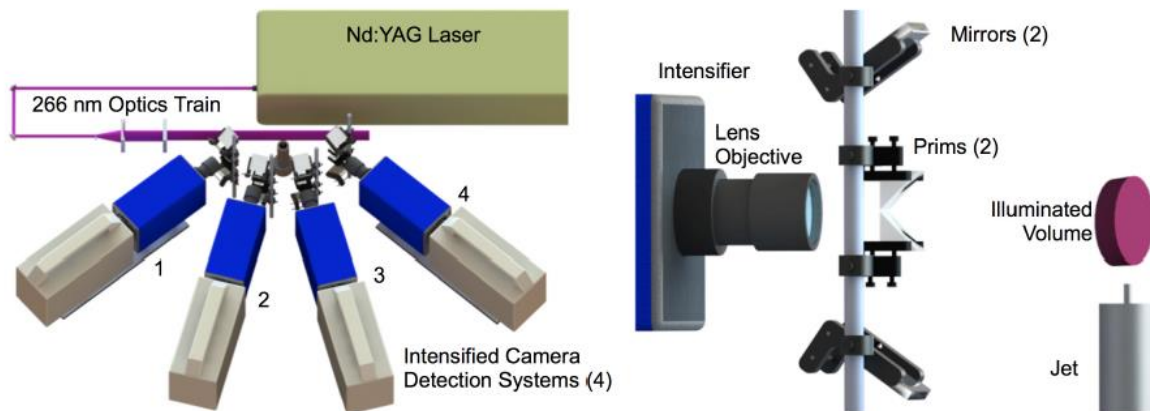 Nd:YAG Laser
266 nm Optics Train
1
2
3
4
Intensified Camera
Detection Systems (4)
Mirrors (2)
Intensifier
Lens
Objective
Prims (2)
Illuminated
Volume
Jet